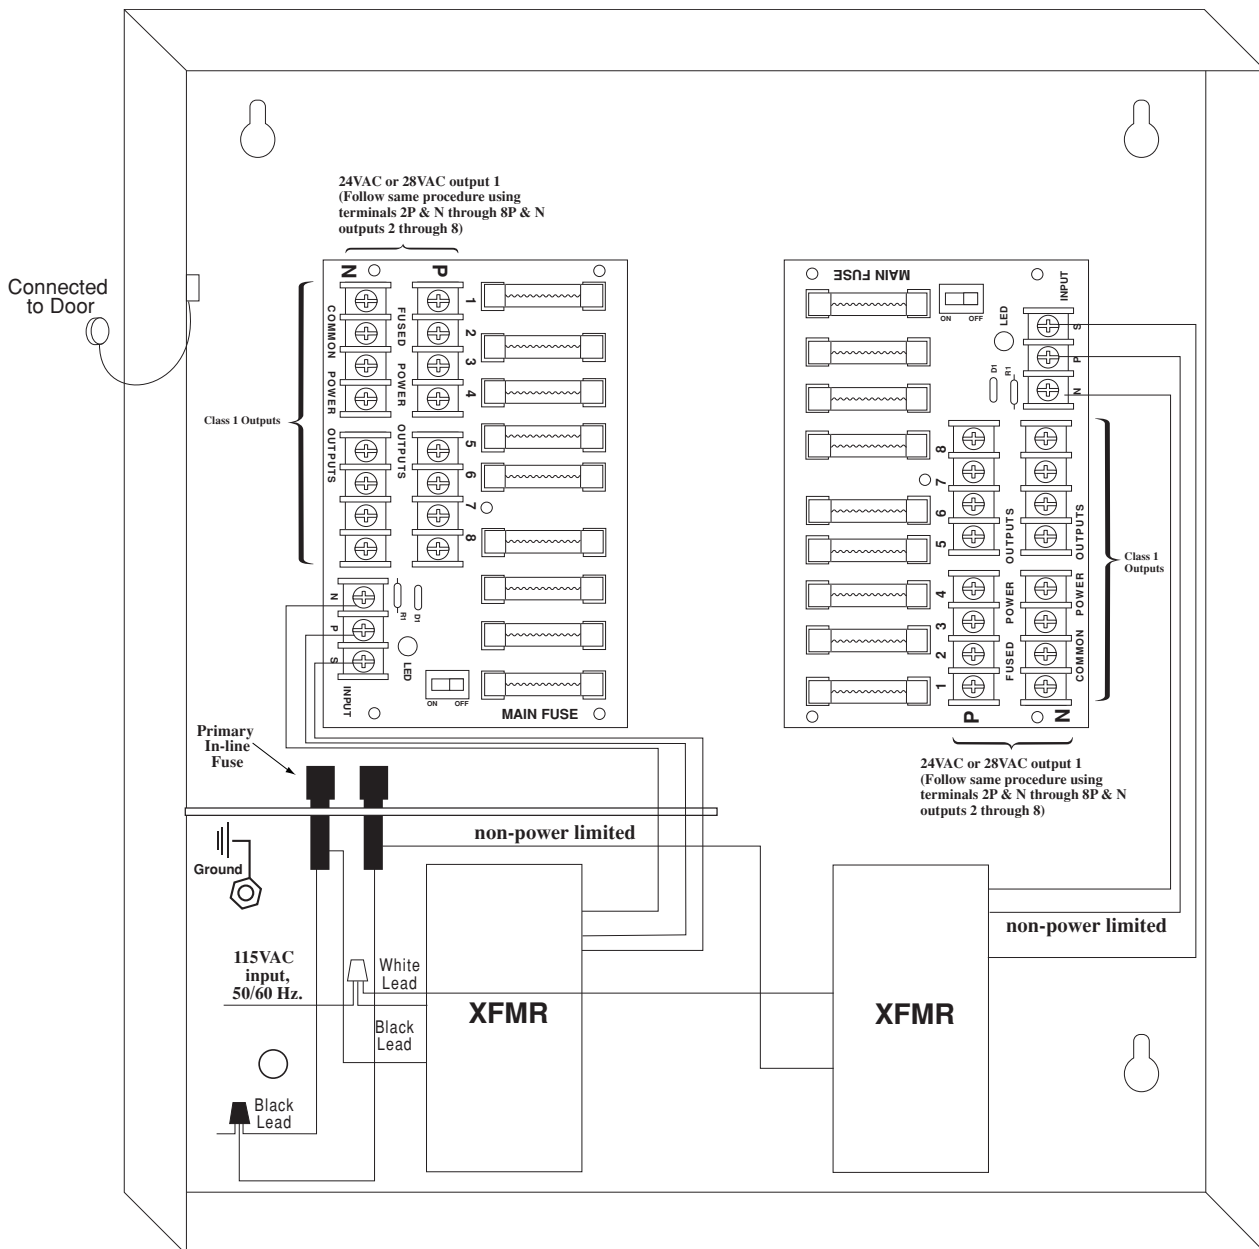 24VAC or 28VAC output 1
(Follow same procedure using
terminals 2P & N through 8P & N
outputs 2 through 8)
Connected
to Door
Class 1 Outputs
N
P
COMMON POWER OUTPUTS
FUSED POWER OUTPUTS
1
2
3
4
5
6
7
8
N
P
S
INPUT
R1
D1
LED
ON OFF
MAIN FUSE
MAIN FUSE
ON OFF
LED
INPUT
S
P
N
D1
R1
8
7
6
5
4
3
2
1
FUSED POWER OUTPUTS
COMMON POWER OUTPUTS
P
N
Class 1
Outputs
24VAC or 28VAC output 1
(Follow same procedure using
terminals 2P & N through 8P & N
outputs 2 through 8)
Primary
In-line
Fuse
non-power limited
Ground
115VAC
input,
50/60 Hz.
White
Lead
Black
Lead
XFMR
XFMR
non-power limited
Black
Lead